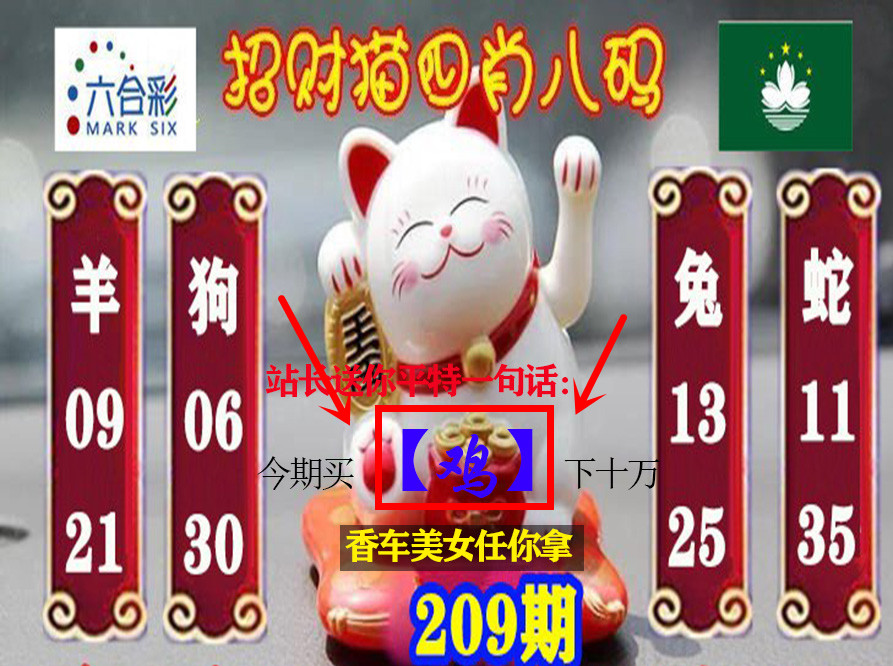 六合彩
MARK SIX
招财猫四肖八码
羊
09
21
狗
06
30
兔
13
25
蛇
11
35
站长送你平特一句话：
今期买【鸡】下十万
香车美女任你拿
209期